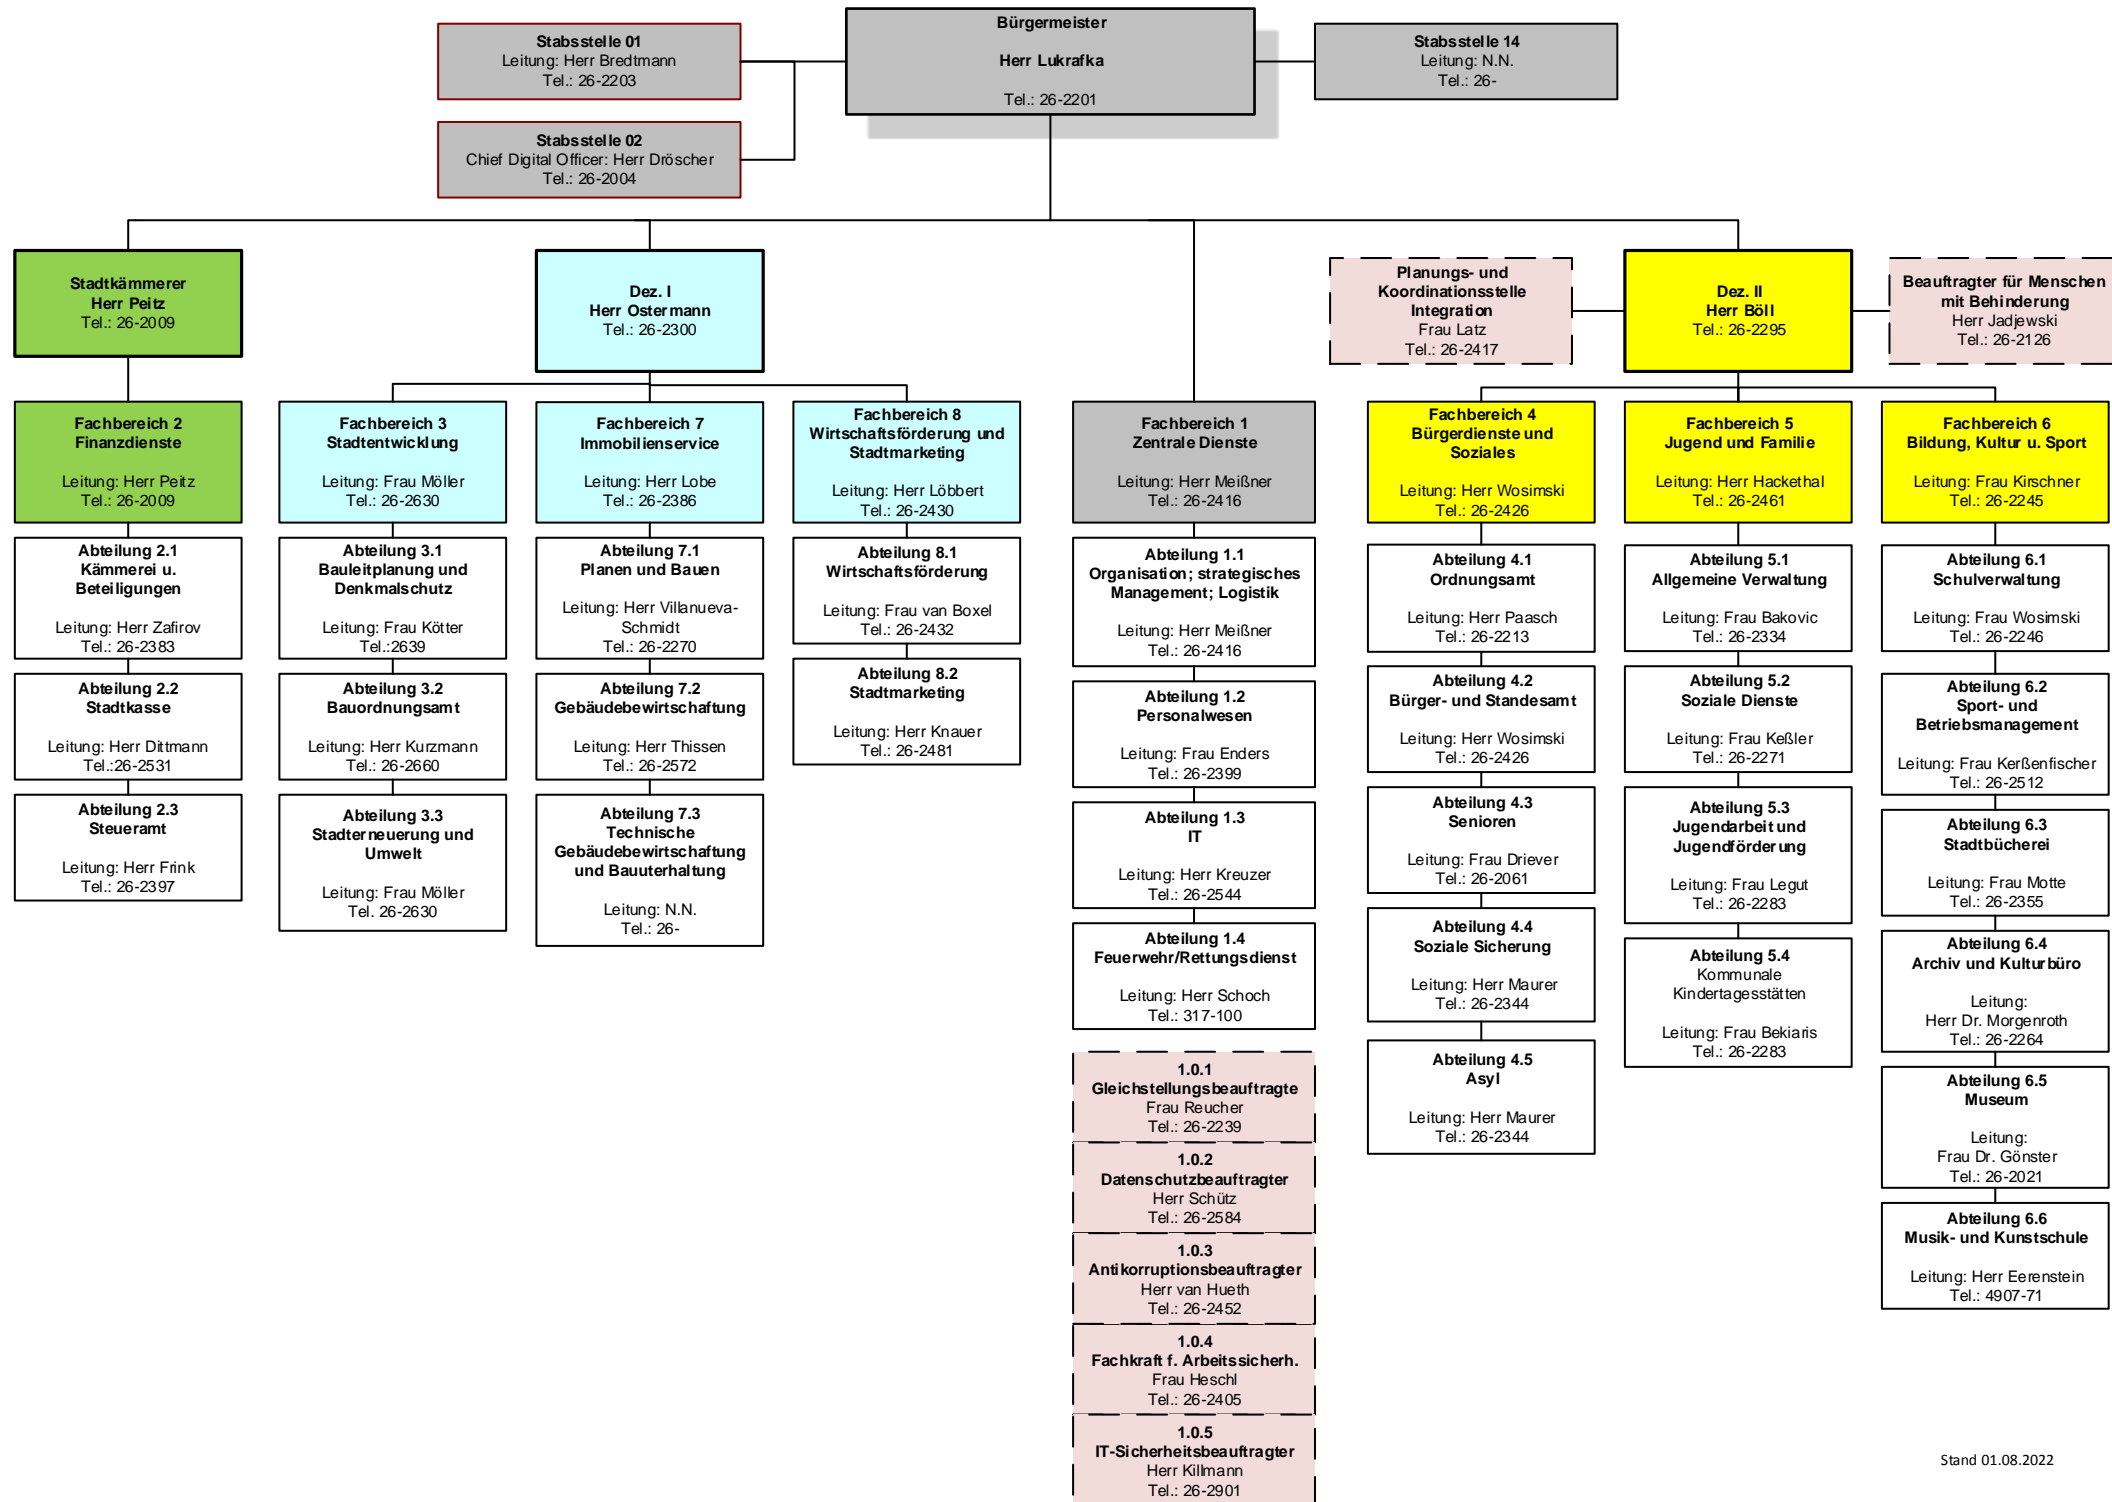 Bürgermeister
Herr Lukrafka
Tel.: 26-2201
Stabsstelle 01
Leitung: Herr Bredtmann
Tel.: 26-2203
Stabsstelle 02
Chief Digital Officer: Herr Dröscher
Tel.: 26-2004
Stabsstelle 14
Leitung: N.N.
Tel.: 26-
Stadtkämmerer
Herr Peitz
Tel.: 26-2009
Dez. I
Herr Ostermann
Tel.: 26-2300
Planungs- und
Koordinationsstelle
Integration
Frau Latz
Tel.: 26-2417
Dez. II
Herr Böll
Tel.: 26-2295
Beauftragter für Menschen
mit Behinderung
Herr Jadjewski
Tel.: 26-2126
Fachbereich 2
Finanzdienste
Leitung: Herr Peitz
Tel.: 26-2009
Abteilung 2.1
Kämmerei u.
Beteiligungen
Leitung: Herr Zafirov
Tel.: 26-2383
Abteilung 2.2
Stadtkasse
Leitung: Herr Dittmann
Tel.:26-2531
Abteilung 2.3
Steueramt
Leitung: Herr Frink
Tel.: 26-2397
Fachbereich 3
Stadtentwicklung
Leitung: Frau Möller
Tel.: 26-2630
Abteilung 3.1
Bauleitplanung und
Denkmalschutz
Leitung: Frau Kötter
Tel.:2639
Abteilung 3.2
Bauordnungsamt
Leitung: Herr Kurzmann
Tel.: 26-2660
Abteilung 3.3
Stadterneuerung und
Umwelt
Leitung: Frau Möller
Tel. 26-2630
Fachbereich 7
Immobilienservice
Leitung: Herr Lobe
Tel.: 26-2386
Abteilung 7.1
Planen und Bauen
Leitung: Herr Villanueva-
Schmidt
Tel.: 26-2270
Abteilung 7.2
Gebäudebewirtschaftung
Leitung: Herr Thissen
Tel.: 26-2572
Abteilung 7.3
Technische
Gebäudebewirtschaftung
und Bauuterhaltung
Leitung: N.N.
Tel.: 26-
Fachbereich 8
Wirtschaftsförderung und
Stadtmarketing
Leitung: Herr Löbbert
Tel.: 26-2430
Abteilung 8.1
Wirtschaftsförderung
Leitung: Frau van Boxel
Tel.: 26-2432
Abteilung 8.2
Stadtmarketing
Leitung: Herr Knauer
Tel.: 26-2481
Fachbereich 1
Zentrale Dienste
Leitung: Herr Meißner
Tel.: 26-2416
Abteilung 1.1
Organisation; strategisches
Management; Logistik
Leitung: Herr Meißner
Tel.: 26-2416
Abteilung 1.2
Personalwesen
Leitung: Frau Enders
Tel.: 26-2399
Abteilung 1.3
IT
Leitung: Herr Kreuzer
Tel.: 26-2544
Abteilung 1.4
Feuerwehr/Rettungsdienst
Leitung: Herr Schoch
Tel.: 317-100
1.0.1
Gleichstellungsbeauftragte
Frau Reucher
Tel.: 26-2239
1.0.2
Datenschutzbeauftragter
Herr Schütz
Tel.: 26-2584
1.0.3
Antikorruptionsbeauftragter
Herr van Hueth
Tel.: 26-2452
1.0.4
Fachkraft f. Arbeitssicherh.
Frau Heschl
Tel.: 26-2405
1.0.5
IT-Sicherheitsbeauftragter
Herr Killmann
Tel.: 26-2901
Fachbereich 4
Bürgerdienste und
Soziales
Leitung: Herr Wosimski
Tel.: 26-2426
Abteilung 4.1
Ordnungsamt
Leitung: Herr Paasch
Tel.: 26-2213
Abteilung 4.2
Bürger- und Standesamt
Leitung: Herr Wosimski
Tel.: 26-2426
Abteilung 4.3
Senioren
Leitung: Frau Driever
Tel.: 26-2061
Abteilung 4.4
Soziale Sicherung
Leitung: Herr Maurer
Tel.: 26-2344
Abteilung 4.5
Asyl
Leitung: Herr Maurer
Tel.: 26-2344
Fachbereich 5
Jugend und Familie
Leitung: Herr Hackethal
Tel.: 26-2461
Abteilung 5.1
Allgemeine Verwaltung
Leitung: Frau Bakovic
Tel.: 26-2334
Abteilung 5.2
Soziale Dienste
Leitung: Frau Keßler
Tel.: 26-2271
Abteilung 5.3
Jugendarbeit und
Jugendförderung
Leitung: Frau Legut
Tel.: 26-2283
Abteilung 5.4
Kommunale
Kindertagesstätten
Leitung: Frau Bekiaris
Tel.: 26-2283
Fachbereich 6
Bildung, Kultur u. Sport
Leitung: Frau Kirschner
Tel.: 26-2245
Abteilung 6.1
Schulverwaltung
Leitung: Frau Wosimski
Tel.: 26-2246
Abteilung 6.2
Sport- und
Betriebsmanagement
Leitung: Frau Kerßenfischer
Tel.: 26-2512
Abteilung 6.3
Stadtbücherei
Leitung: Frau Motte
Tel.: 26-2355
Abteilung 6.4
Archiv und Kulturbüro
Leitung:
Herr Dr. Morgenroth
Tel.: 26-2264
Abteilung 6.5
Museum
Leitung:
Frau Dr. Gönster
Tel.: 26-2021
Abteilung 6.6
Musik- und Kunstschule
Leitung: Herr Eerenstein
Tel.: 4907-71
Stand 01.08.2022